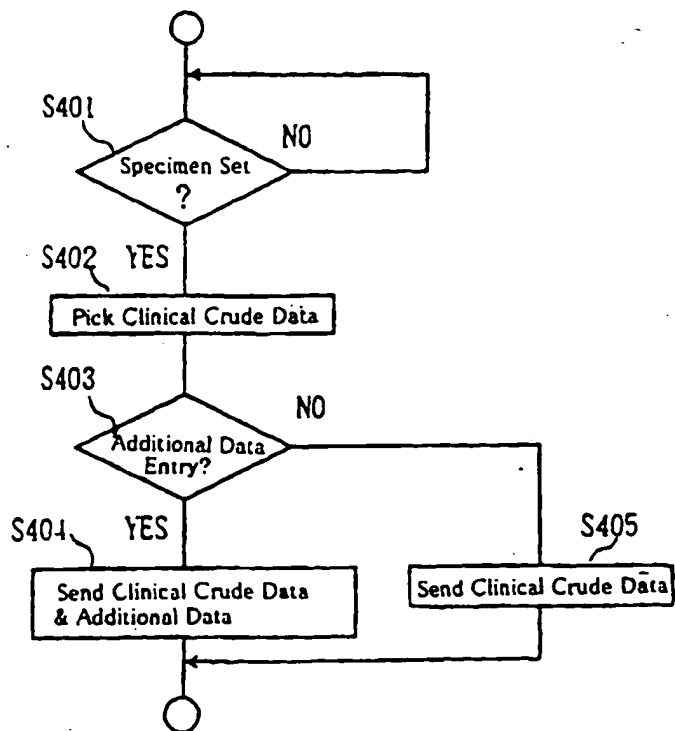 S401
NO
Specimen Set
?
S402
YES
Pick Clinical Crude Data
S403
NO
Additional Data
Entry?
S404
YES
S405
Send Clinical Crude Data
& Additional Data
Send Clinical Crude Data